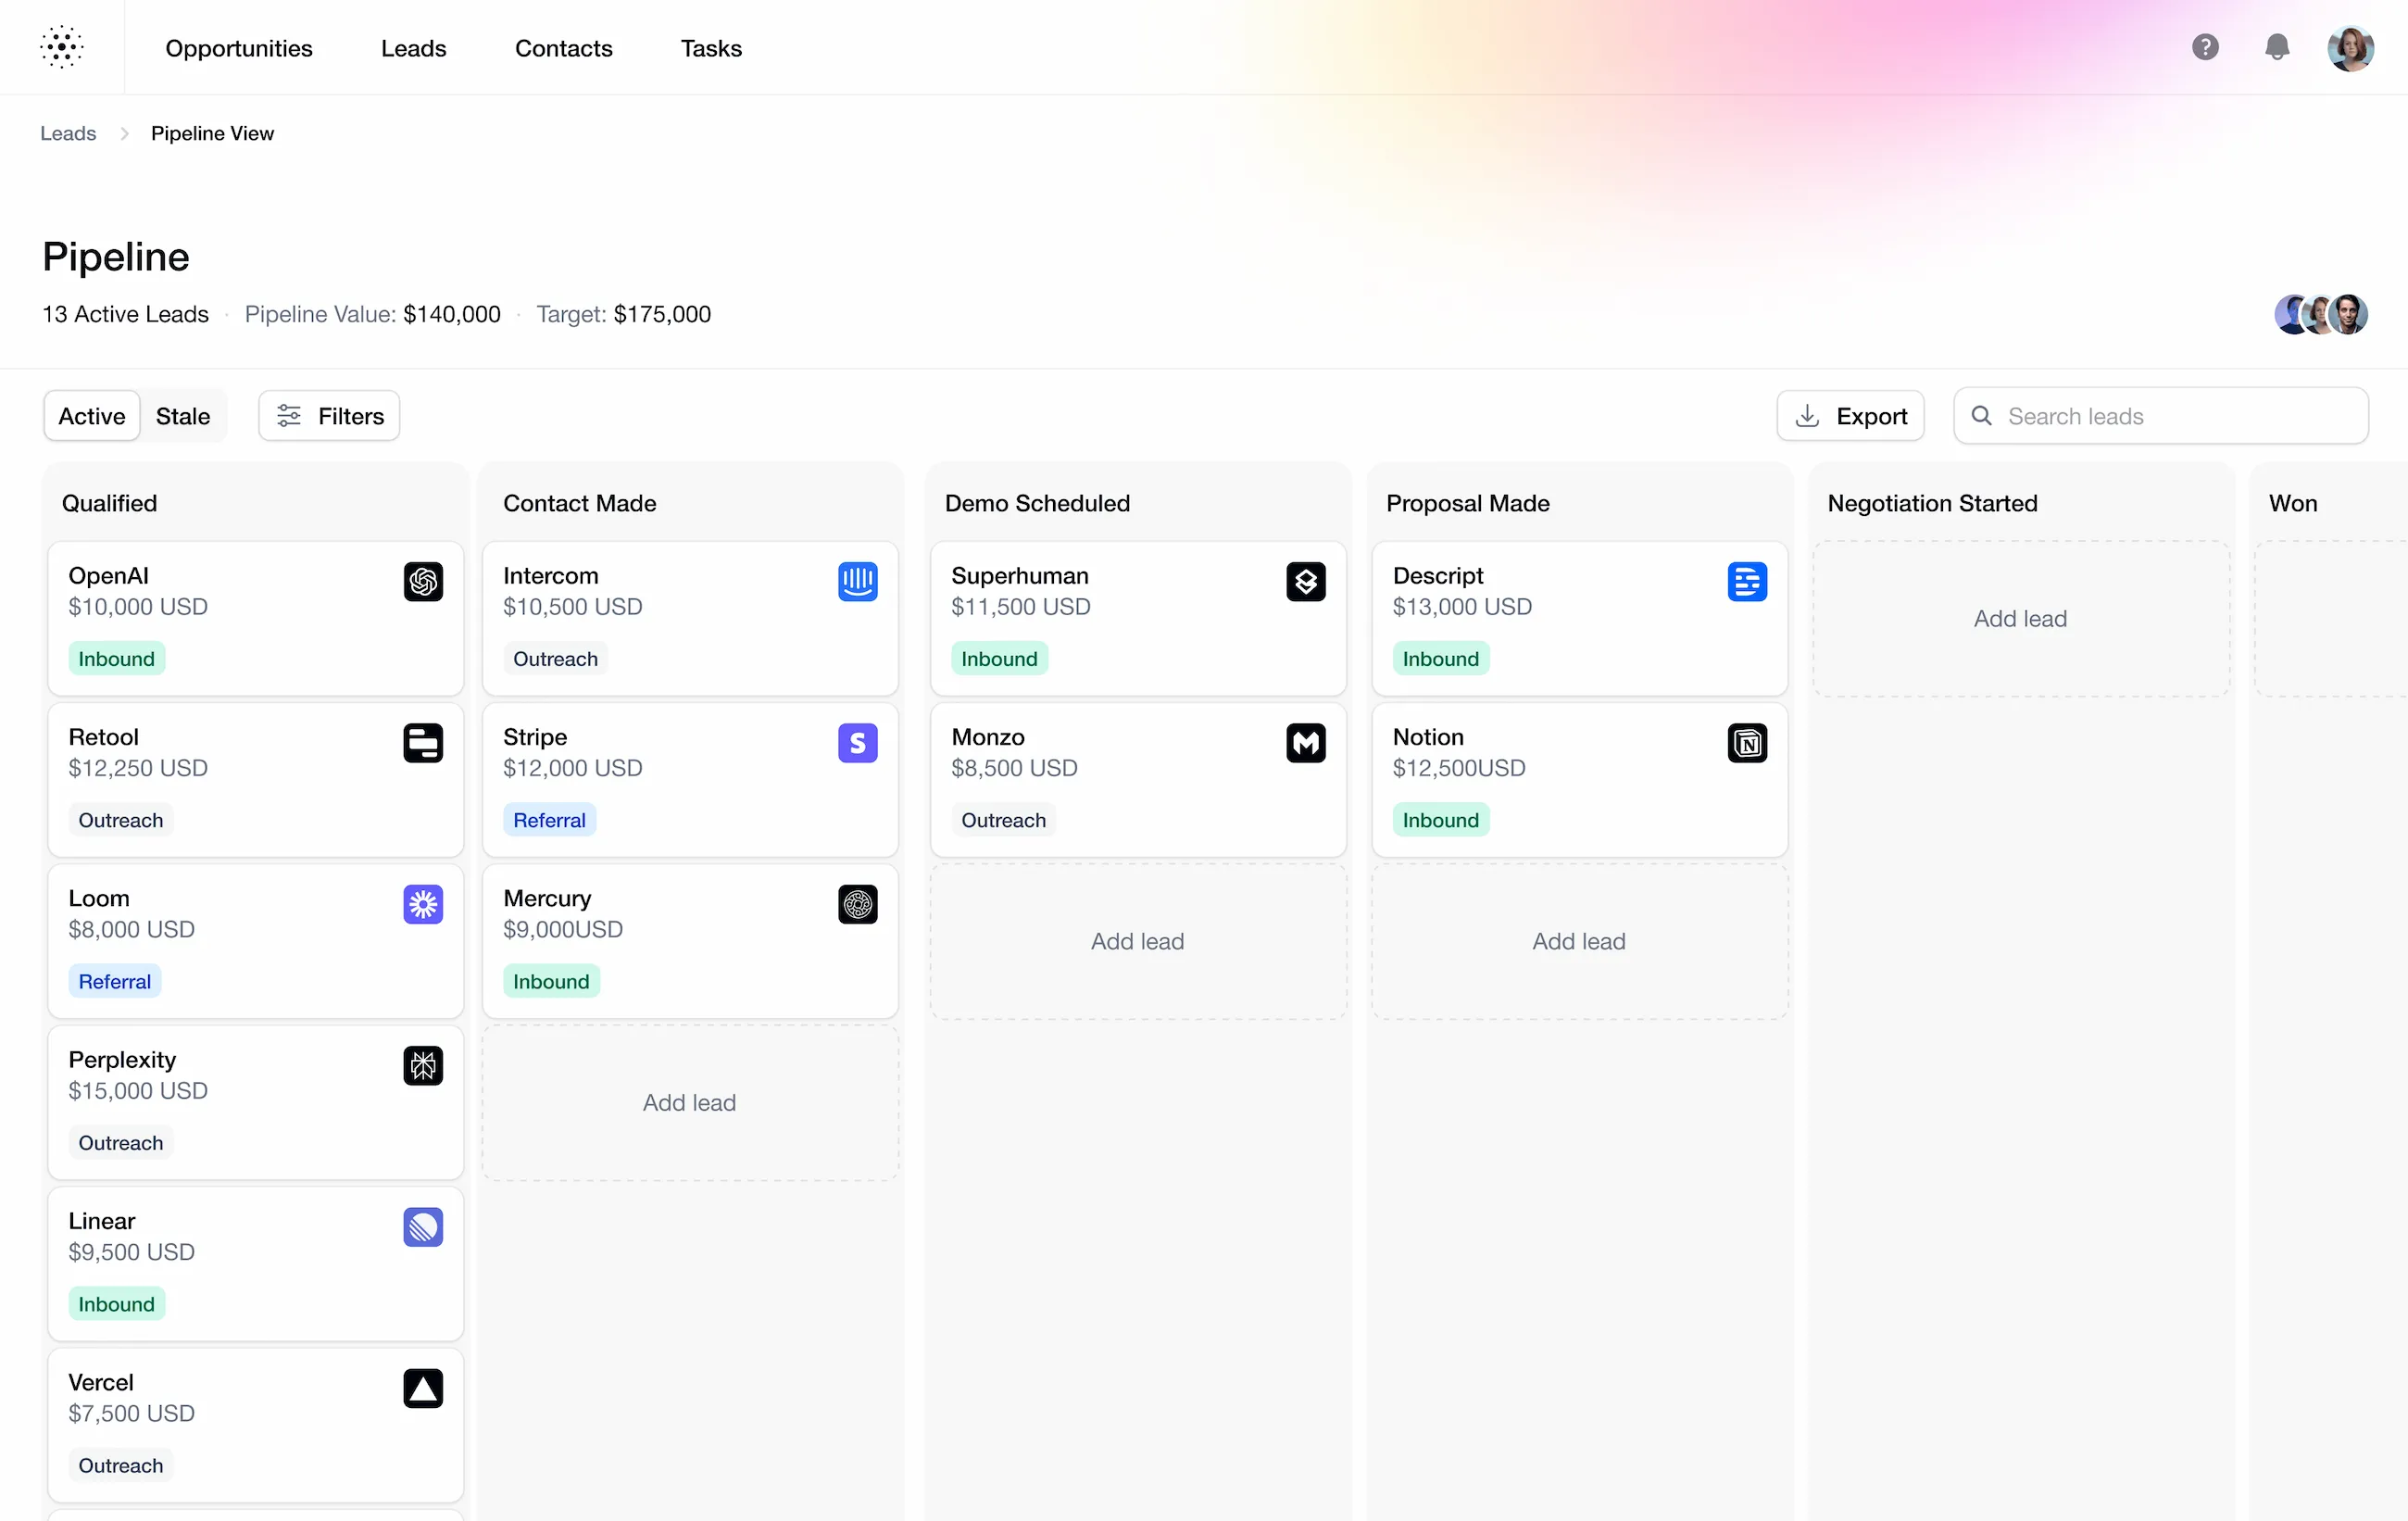 Opportunities
Leads
Contacts
Tasks
Leads
Pipeline View
Pipeline
13 Active Leads · Pipeline Value: $140,000 · Target: $175,000
Active
Stale
Filters
Export
Search leads
Qualified
OpenAI
$10,000 USD
Inbound
Retool
$12,250 USD
Outreach
Loom
$8,000 USD
Referral
Perplexity
$15,000 USD
Outreach
Linear
$9,500 USD
Inbound
Vercel
$7,500 USD
Outreach
Contact Made
Intercom
$10,500 USD
Outreach
Stripe
$12,000 USD
Referral
Mercury
$9,000USD
Inbound
Add lead
Demo Scheduled
Superhuman
$11,500 USD
Inbound
Monzo
$8,500 USD
Outreach
Add lead
Proposal Made
Descript
$13,000 USD
Inbound
Notion
$12,500USD
Inbound
Add lead
Negotiation Started
Add lead
Won